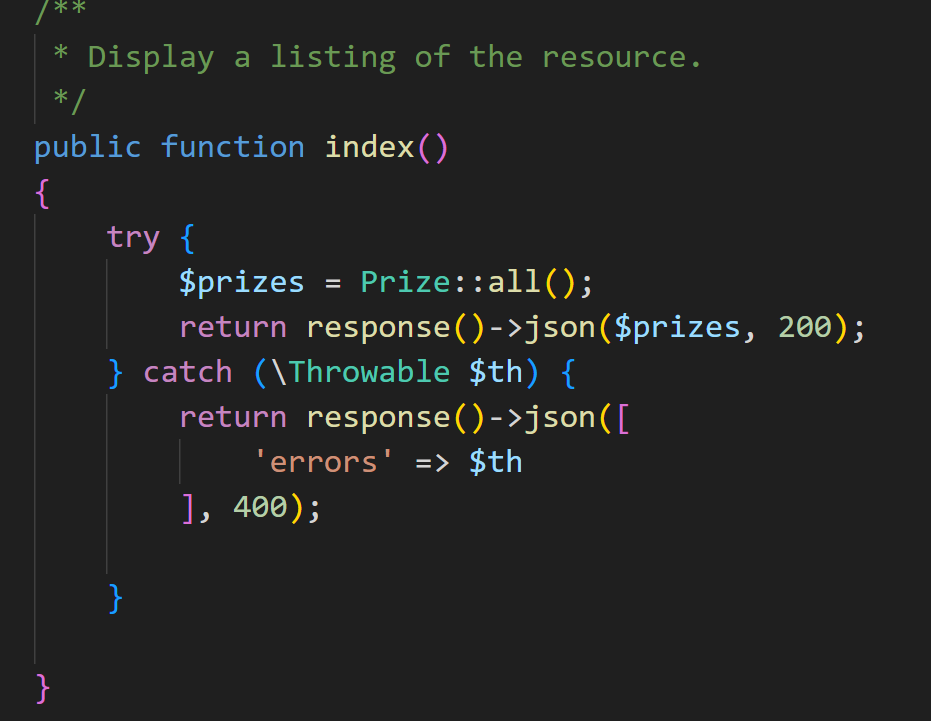 /**
 * Display a listing of the resource.
 */
public function index()
{
    try {
        $prizes = Prize::all();
        return response()->json($prizes, 200);
    } catch (\Throwable $th) {
        return response()->json([
            'errors' => $th
        ], 400);
    }
}